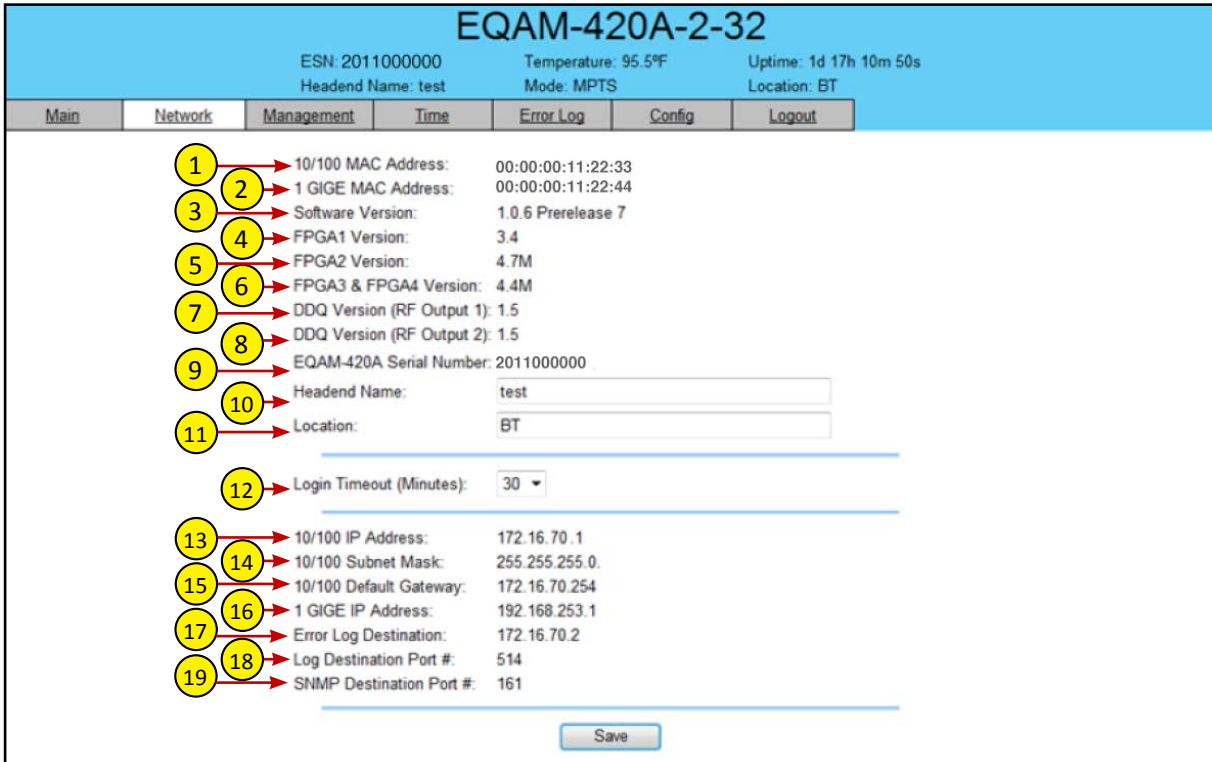 EQAM-420A-2-32
ESN: 2011000000 Temperature: 95.5ºF Uptime: 1d 17h 10m 50s
Headend Name: test Mode: MPTS Location: BT
Main Network Management Time Error Log Config Logout
1 10/100 MAC Address: 00:00:00:11:22:33
2 1 GIGE MAC Address: 00:00:00:11:22:44
3 Software Version: 1.0.6 Prerelease 7
4 FPGA1 Version: 3.4
5 FPGA2 Version: 4.7M
6 FPGA3 & FPGA4 Version: 4.4M
7 DDQ Version (RF Output 1): 1.5
8 DDQ Version (RF Output 2): 1.5
9 EQAM-420A Serial Number: 2011000000
10 Headend Name: test
11 Location: BT
12 Login Timeout (Minutes): 30
13 10/100 IP Address: 172.16.70.1
14 10/100 Subnet Mask: 255.255.255.0.
15 10/100 Default Gateway: 172.16.70.254
16 1 GIGE IP Address: 192.168.253.1
17 Error Log Destination: 172.16.70.2
18 Log Destination Port #: 514
19 SNMP Destination Port #: 161
Save